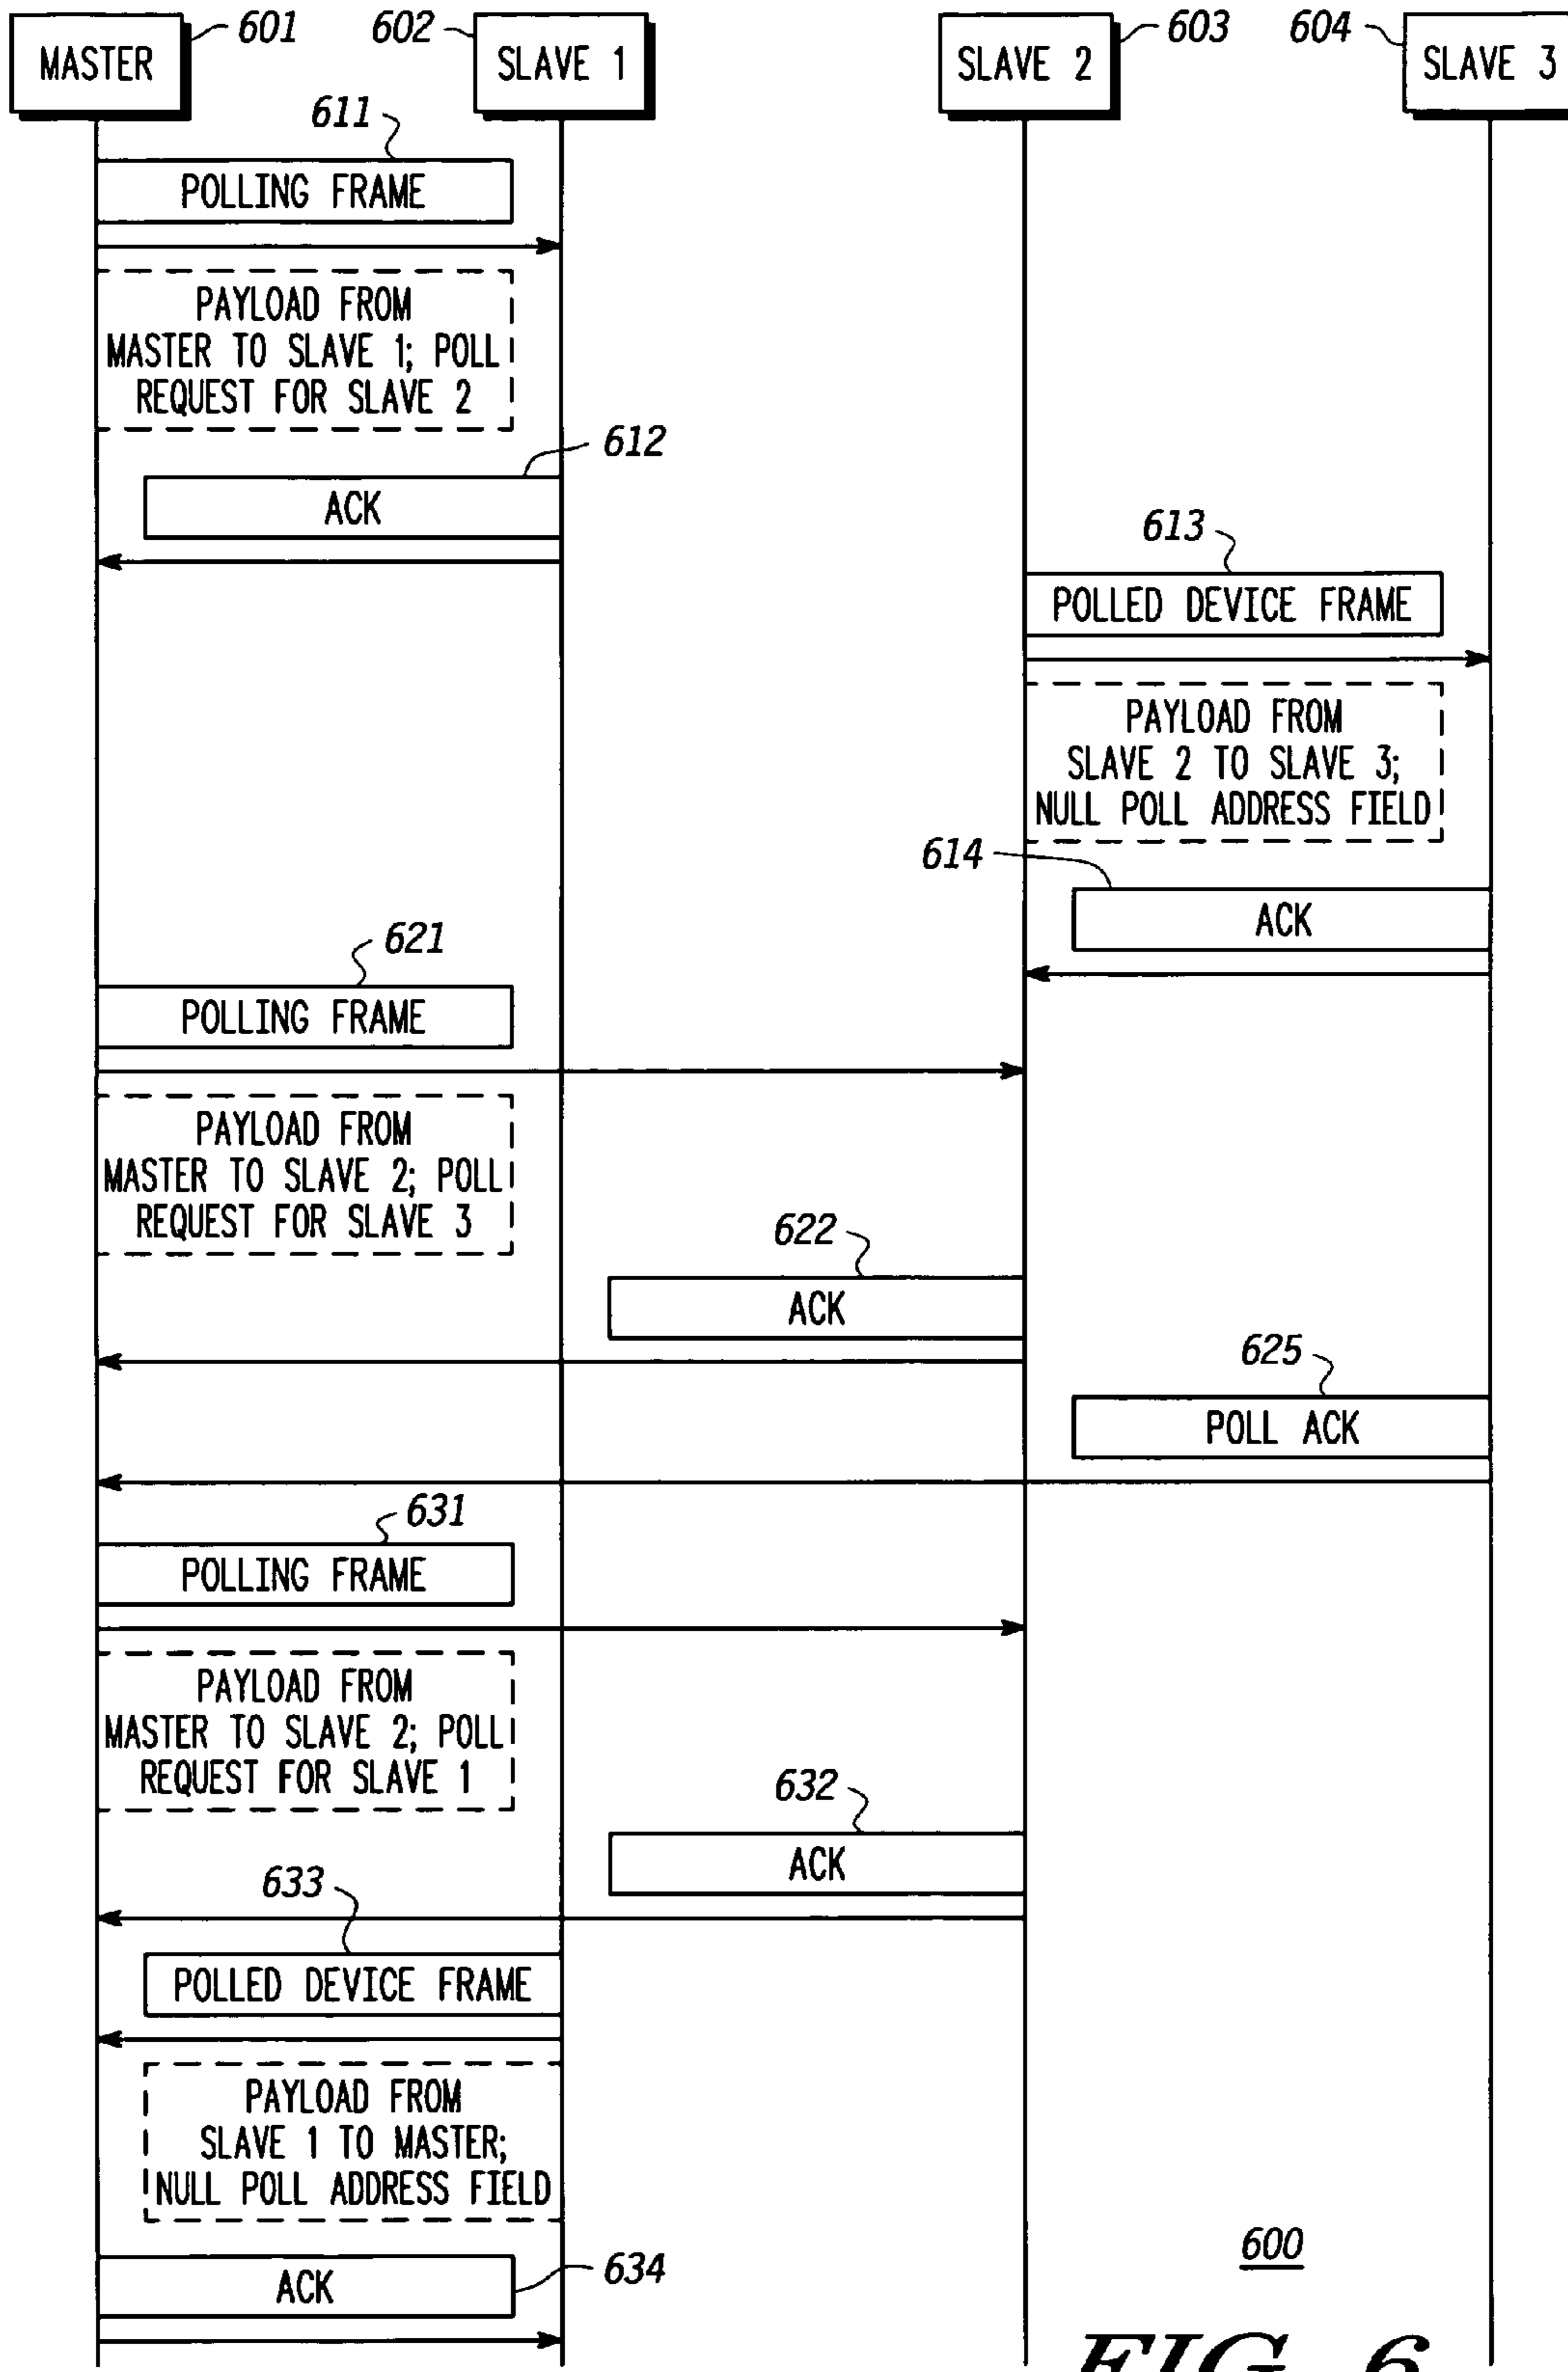 601 602 603 604
MASTER SLAVE 1 SLAVE 2 SLAVE 3
611
POLLING FRAME
PAYLOAD FROM
MASTER TO SLAVE 1; POLL
REQUEST FOR SLAVE 2
612
ACK
613
POLLED DEVICE FRAME
PAYLOAD FROM
SLAVE 2 TO SLAVE 3;
NULL POLL ADDRESS FIELD
614
ACK
621
POLLING FRAME
PAYLOAD FROM
MASTER TO SLAVE 2; POLL
REQUEST FOR SLAVE 3
622
ACK
625
POLL ACK
631
POLLING FRAME
PAYLOAD FROM
MASTER TO SLAVE 2; POLL
REQUEST FOR SLAVE 1
632
ACK
633
POLLED DEVICE FRAME
PAYLOAD FROM
SLAVE 1 TO MASTER;
NULL POLL ADDRESS FIELD
634
ACK
600
FIG. 6